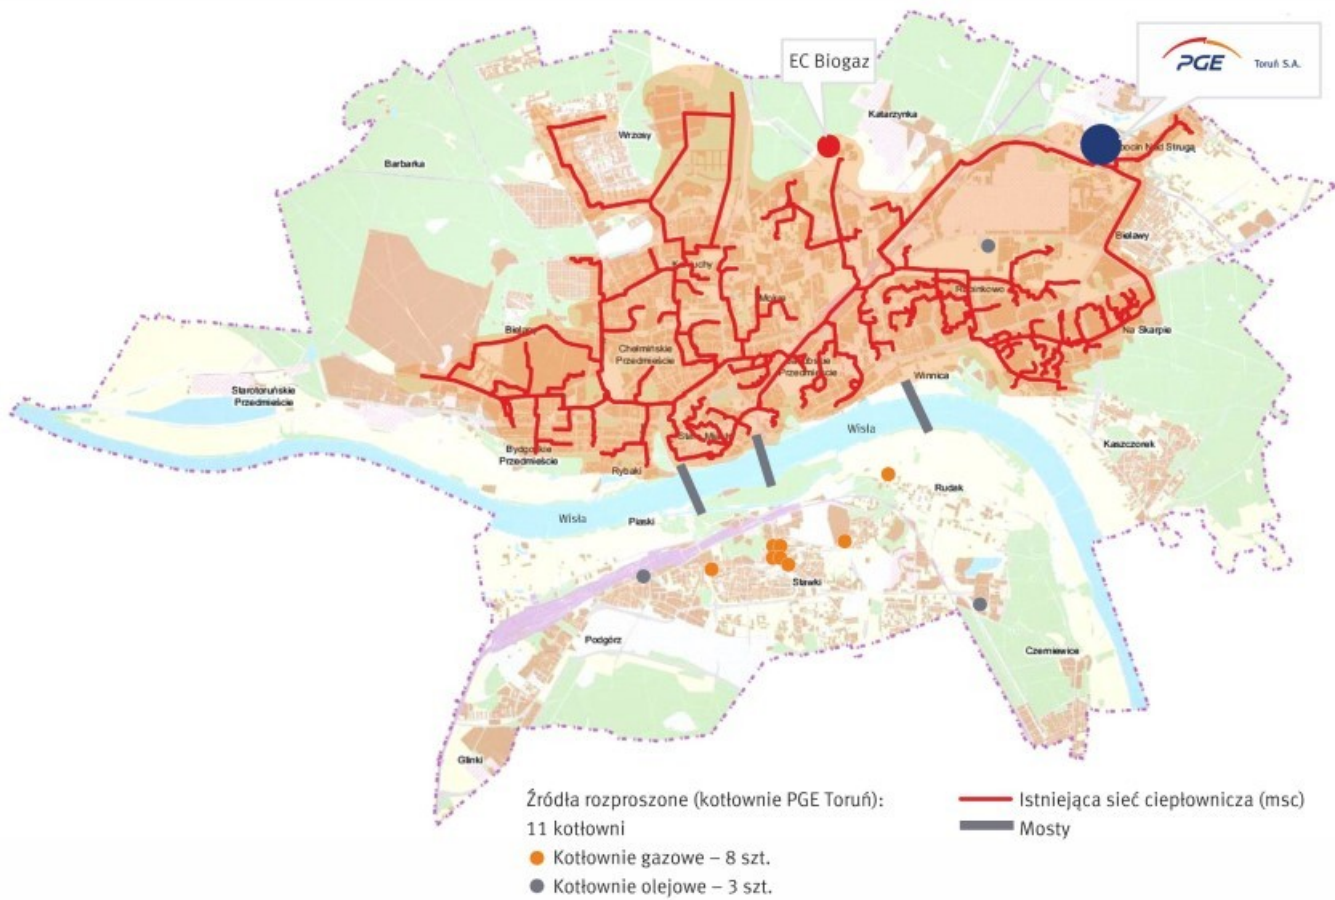 EC Biogaz
PGE Toruń S.A.
Katarzynka
Wrzosy
Barbarka
Bielawy
Mokre
Rubinkowo
Na Skarpie
Chełmińskie
Przedmieście
Przedmieście
Winnica
Starotoruńskie
Przedmieście
Wisła
Kaszczorek
Bydgoskie
Przedmieście
Rybaki
Rudak
Wisła
Piaski
Stawki
Podgórz
Czerniewice
Glinki
Źródła rozproszone (kotłownie PGE Toruń):
11 kotłowni
Kotłownie gazowe – 8 szt.
Kotłownie olejowe – 3 szt.
Istniejąca sieć ciepłownicza (msc)
Mosty